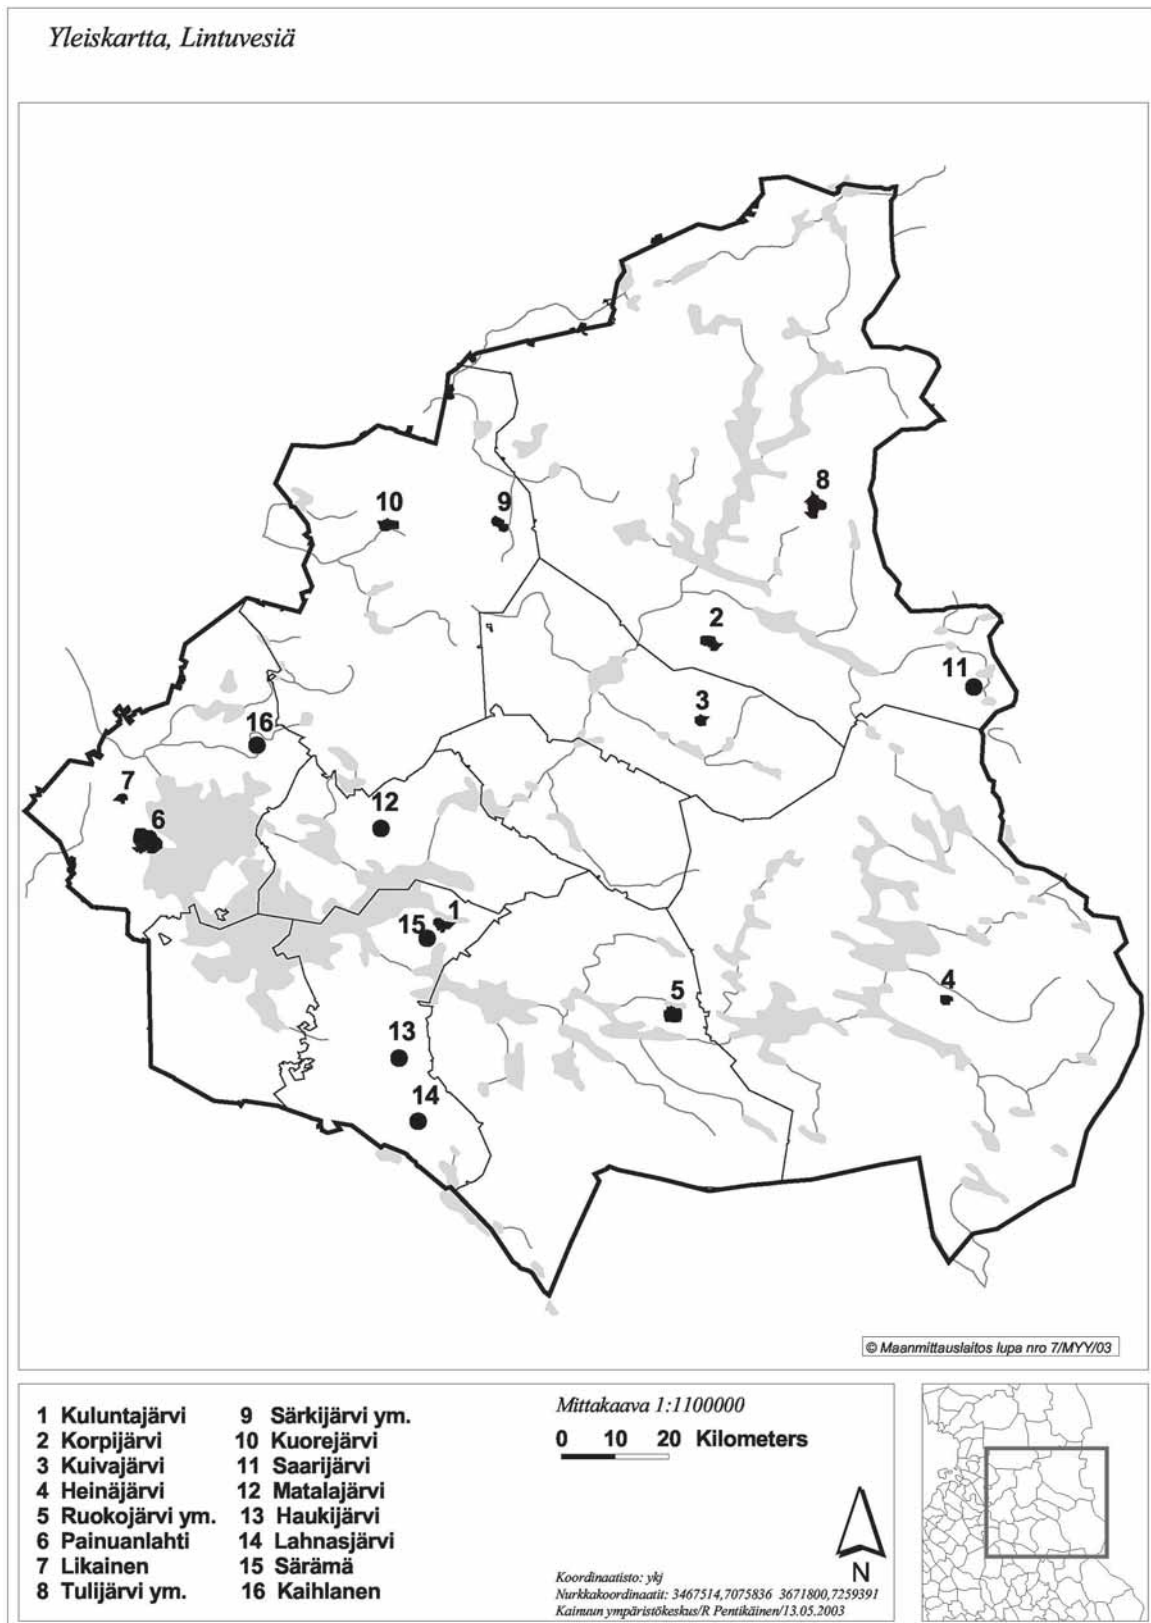 Yleiskartta, Lintuvesiä
8
10
9
2
11
3
16
7
12
6
1
15
4
5
13
14
© Maanmittauslaitos lupa nro 7/MYY/03
1 Kuluntajärvi
2 Korpijärvi
3 Kuivajärvi
4 Heinäjärvi
5 Ruokojärvi ym.
6 Painuanlahti
7 Likainen
8 Tulijärvi ym.
9 Särkijärvi ym.
10 Kuorejärvi
11 Saarijärvi
12 Matalajärvi
13 Haukijärvi
14 Lahnasjärvi
15 Särämä
16 Kaihlanen
Mittakaava 1:1100000
0 10 20 Kilometers
N
Koordinaatisto: ykj
Nurkkakoordinaatit: 3467514,7075836 3671800,7259391
Kainuun ympäristökeskus/R Pentikäinen/13.05.2003